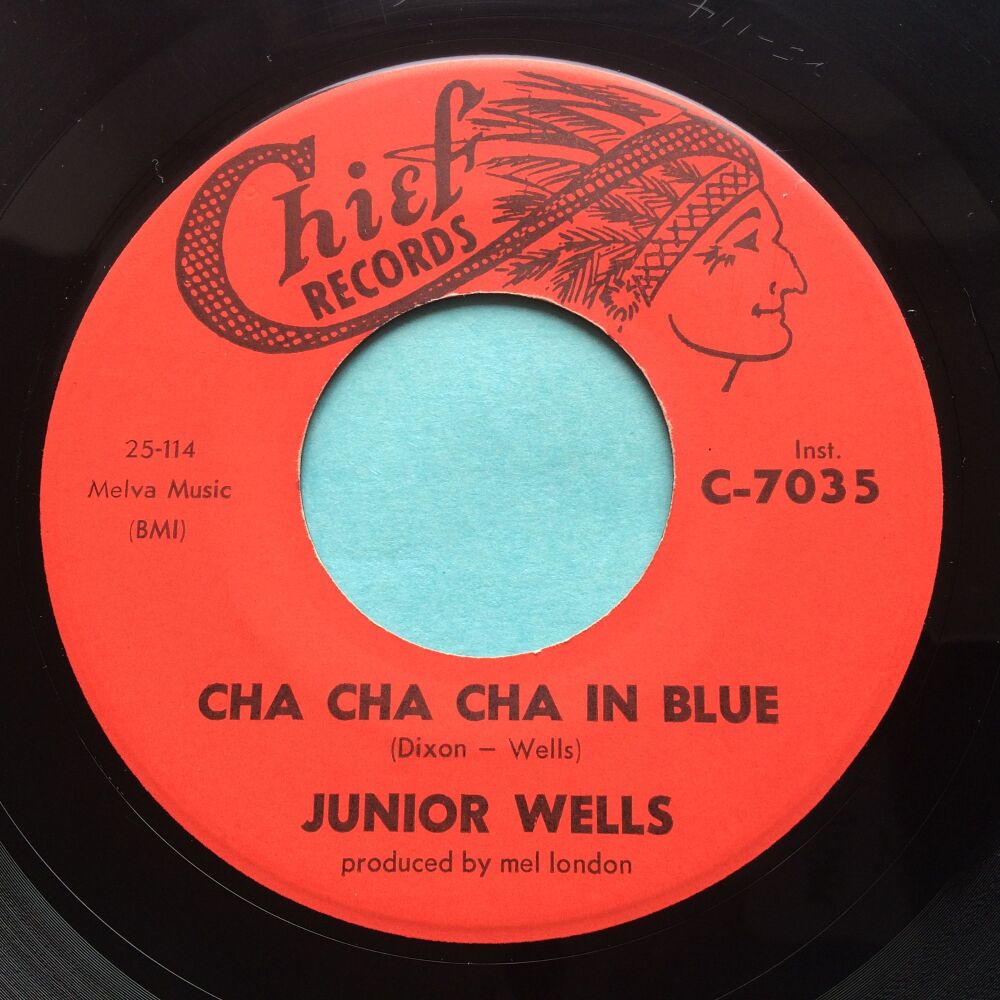 Chief
RECORDS
25-114
Melva Music
(BMI)
Inst.
C-7035
CHA CHA CHA IN BLUE
(Dixon – Wells)
JUNIOR WELLS
produced by mel london